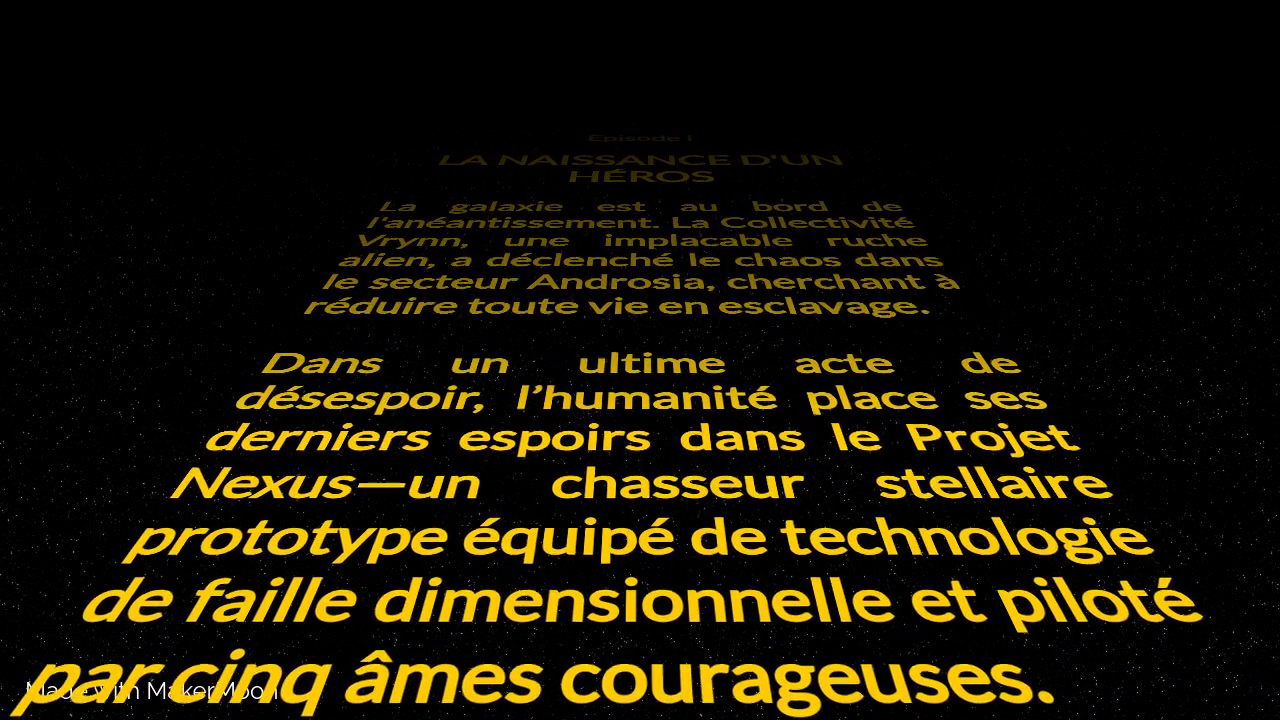 Episode I
LA NAISSANCE D'UN
HÉROS
La galaxie est au bord de
l'anéantissement. La Collectivité
Vrynn, une implacable ruche
alien, a déclenché le chaos dans
le secteur Androsia, cherchant à
réduire toute vie en esclavage.
Dans un ultime acte de
désespoir, l’humanité place ses
derniers espoirs dans le Projet
Nexus—un chasseur stellaire
prototype équipé de technologie
de faille dimensionnelle et piloté
par cinq âmes courageuses.
Made with MakerMoon